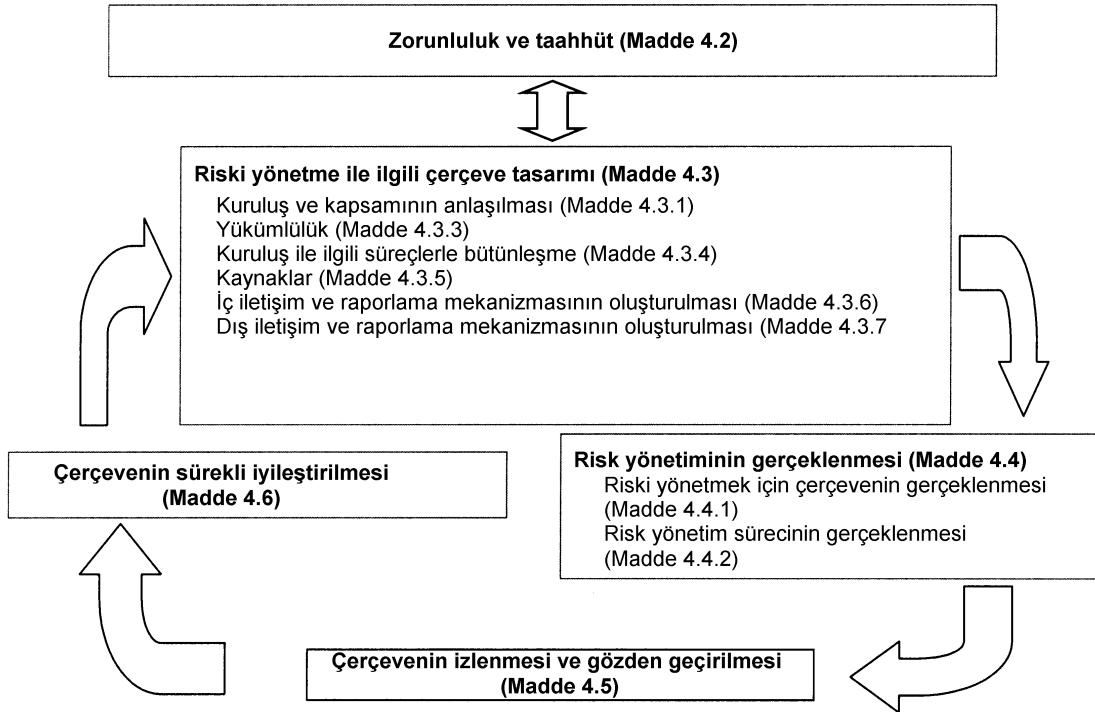 Zorunluluk ve taahhüt (Madde 4.2)
Riski yönetme ile ilgili çerçeve tasarımı (Madde 4.3)
Kuruluş ve kapsamının anlaşılması (Madde 4.3.1)
Yükümlülük (Madde 4.3.3)
Kuruluş ile ilgili süreçlerle bütünleşme (Madde 4.3.4)
Kaynaklar (Madde 4.3.5)
İç iletişim ve raporlama mekanizmasının oluşturulması (Madde 4.3.6)
Dış iletişim ve raporlama mekanizmasının oluşturulması (Madde 4.3.7
Risk yönetiminin gerçeklenmesi (Madde 4.4)
Riski yönetmek için çerçevenin gerçeklenmesi
(Madde 4.4.1)
Risk yönetim sürecinin gerçeklenmesi
(Madde 4.4.2)
Çerçevenin izlenmesi ve gözden geçirilmesi
(Madde 4.5)
Çerçevenin sürekli iyileştirilmesi
(Madde 4.6)